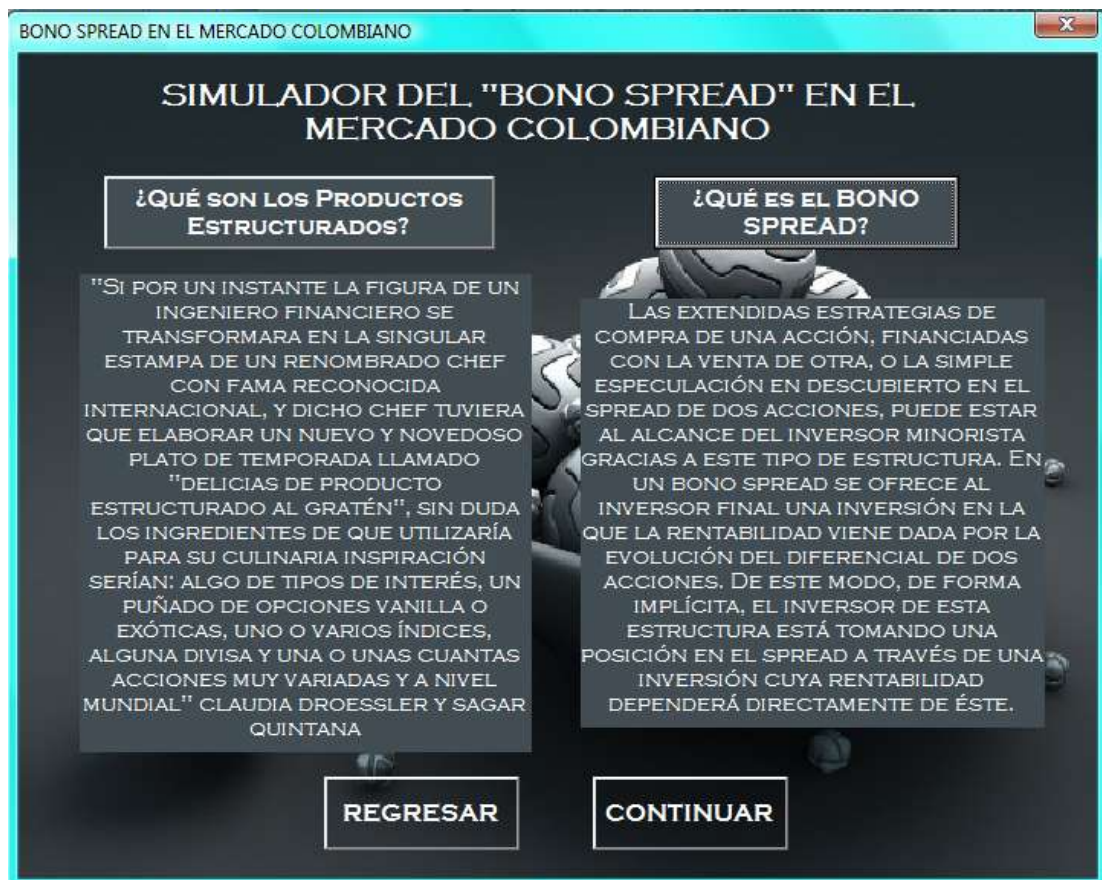 BONO SPREAD EN EL MERCADO COLOMBIANO
SIMULADOR DEL "BONO SPREAD" EN EL
MERCADO COLOMBIANO
¿Qué son los Productos
Estructurados?
"Si por un instante la figura de un
ingeniero financiero se
transformara en la singular
estampa de un renombrado chef
con fama reconocida
internacional, y dicho chef tuviera
que elaborar un nuevo y novedoso
plato de temporada llamado
"delicias de producto
estructurado al gratén", sin duda
los ingredientes de que utilizaría
para su culinaria inspiración
serían: algo de tipos de interés, un
puñado de opciones vanilla o
exóticas, uno o varios índices,
alguna divisa y una o unas cuantas
acciones muy variadas y a nivel
mundial" Claudia Droessler y Sagar
Quintana
¿Qué es el BONO
SPREAD?
Las extendidas estrategias de
compra de una acción, financiadas
con la venta de otra, o la simple
especulación en descubierto en el
spread de dos acciones, puede estar
al alcance del inversor minorista
gracias a este tipo de estructura. En
un bono spread se ofrece al
inversor final una inversión en la
que la rentabilidad viene dada por la
evolución del diferencial de dos
acciones. De este modo, de forma
implícita, el inversor de esta
estructura está tomando una
posición en el spread a través de una
inversión cuya rentabilidad
dependerá directamente de éste.
REGRESAR
CONTINUAR